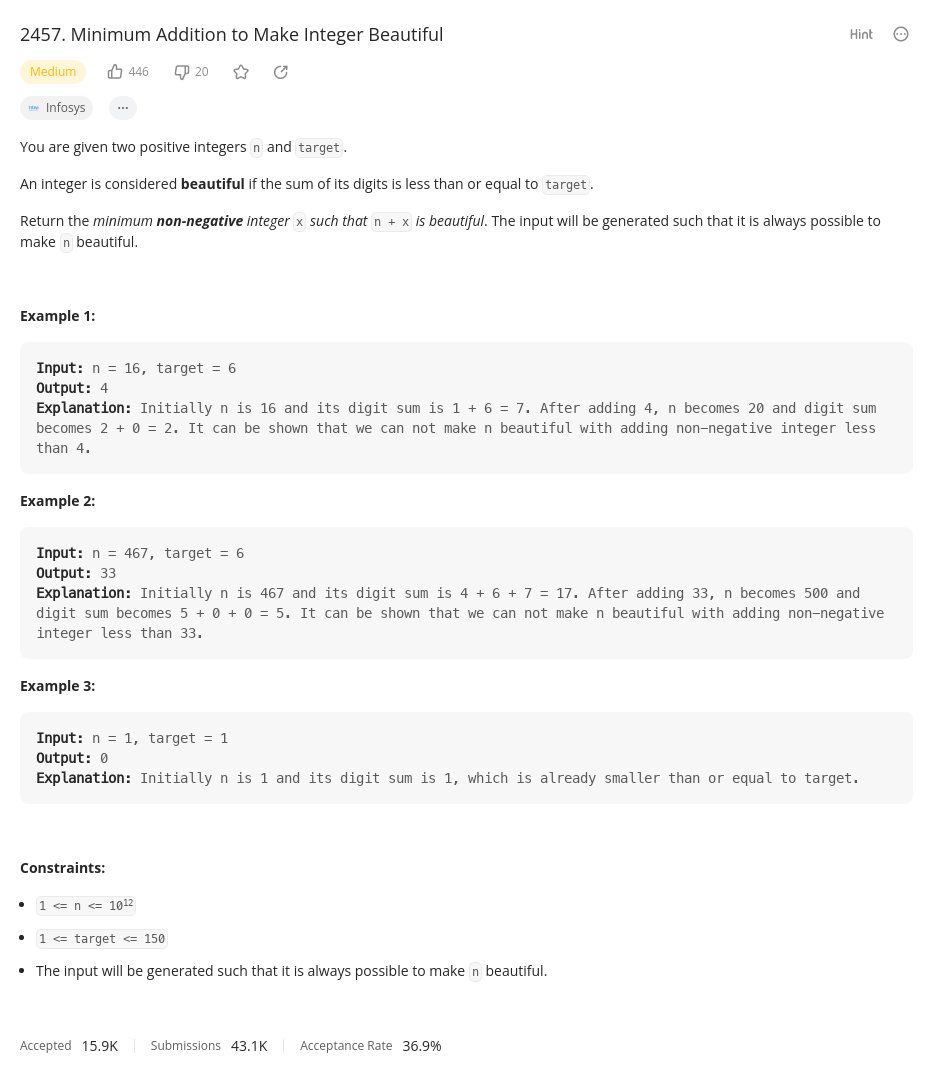 2457. Minimum Addition to Make Integer Beautiful
Hint
Medium 446 20
Infosys
You are given two positive integers n and target.
An integer is considered beautiful if the sum of its digits is less than or equal to target.
Return the minimum non-negative integer x such that n + x is beautiful. The input will be generated such that it is always possible to
make n beautiful.
Example 1:
Input: n = 16, target = 6
Output: 4
Explanation: Initially n is 16 and its digit sum is 1 + 6 = 7. After adding 4, n becomes 20 and digit sum
becomes 2 + 0 = 2. It can be shown that we can not make n beautiful with adding non-negative integer less
than 4.
Example 2:
Input: n = 467, target = 6
Output: 33
Explanation: Initially n is 467 and its digit sum is 4 + 6 + 7 = 17. After adding 33, n becomes 500 and
digit sum becomes 5 + 0 + 0 = 5. It can be shown that we can not make n beautiful with adding non-negative
integer less than 33.
Example 3:
Input: n = 1, target = 1
Output: 0
Explanation: Initially n is 1 and its digit sum is 1, which is already smaller than or equal to target.
Constraints:
1 <= n <= 10¹²
1 <= target <= 150
The input will be generated such that it is always possible to make n beautiful.
Accepted 15.9K Submissions 43.1K Acceptance Rate 36.9%